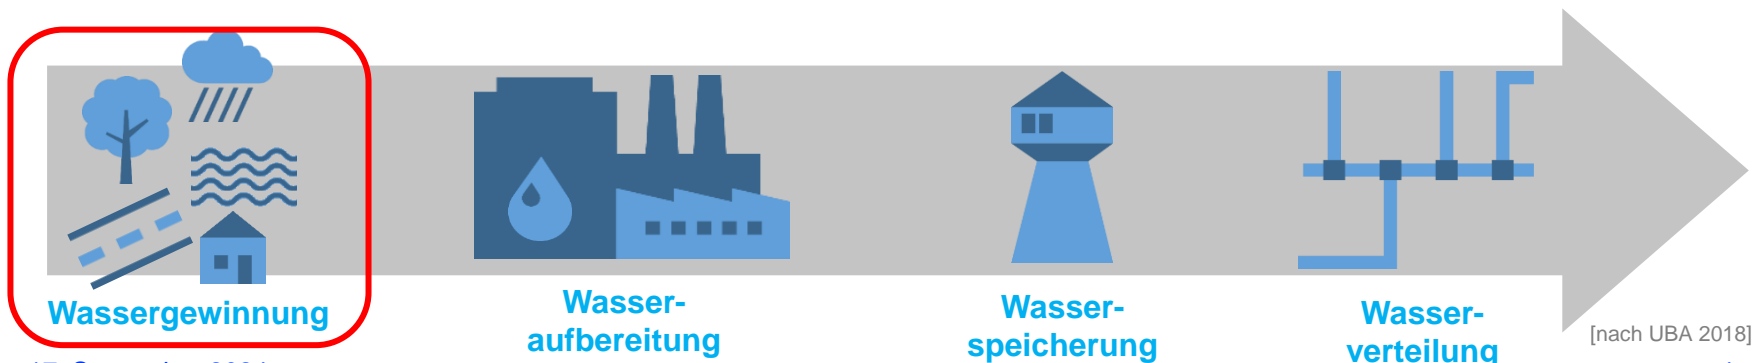 Wassergewinnung
Wasser-
aufbereitung
Wasser-
speicherung
Wasser-
verteilung
[nach UBA 2018]